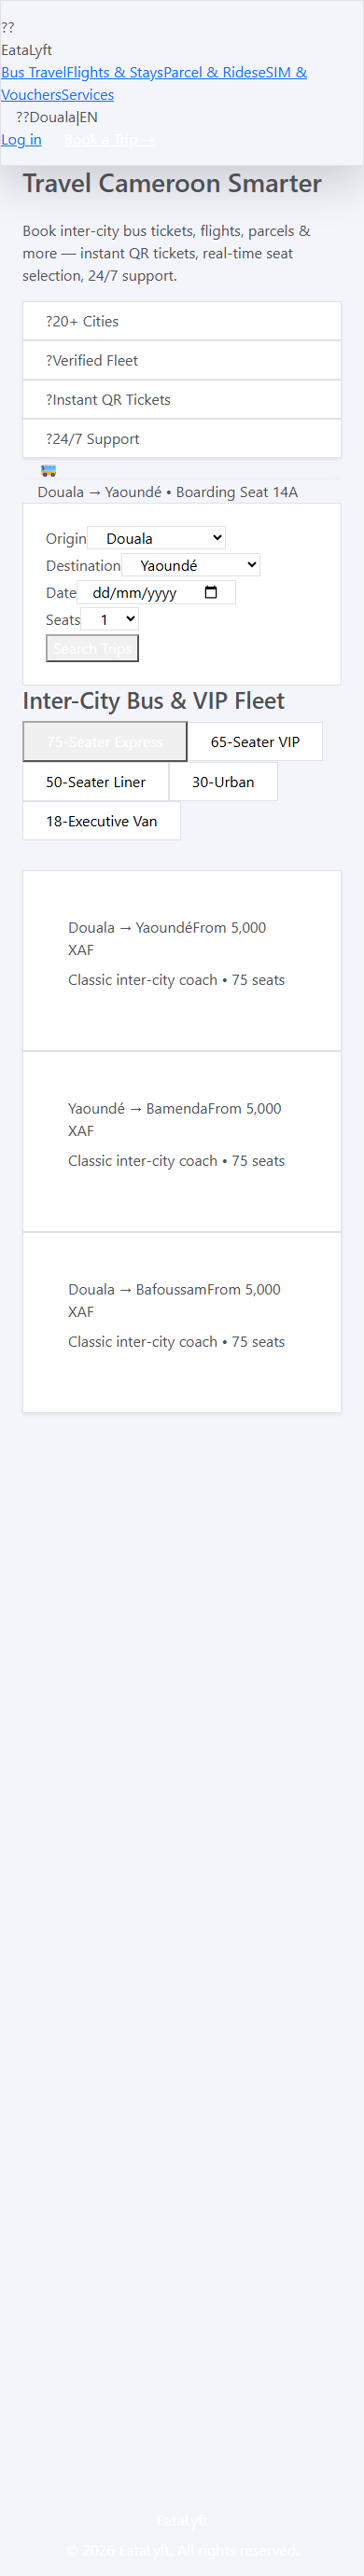 ??
EataLyft
Bus TravelFlights & StaysParcel & RideseSIM &
VouchersServices
??Douala|EN
Log in Book a Trip →
Travel Cameroon Smarter
Book inter-city bus tickets, flights, parcels &
more — instant QR tickets, real-time seat
selection, 24/7 support.
?20+ Cities
?Verified Fleet
?Instant QR Tickets
?24/7 Support
Douala → Yaoundé • Boarding Seat 14A
Origin Douala
Destination Yaoundé
Date dd/mm/yyyy
Seats 1
Search Trips
Inter-City Bus & VIP Fleet
75-Seater Express 65-Seater VIP
50-Seater Liner 30-Urban
18-Executive Van
Douala → YaoundéFrom 5,000
XAF
Classic inter-city coach • 75 seats
Yaoundé → BamendaFrom 5,000
XAF
Classic inter-city coach • 75 seats
Douala → BafoussamFrom 5,000
XAF
Classic inter-city coach • 75 seats
EataLyft
© 2026 EataLyft. All rights reserved.